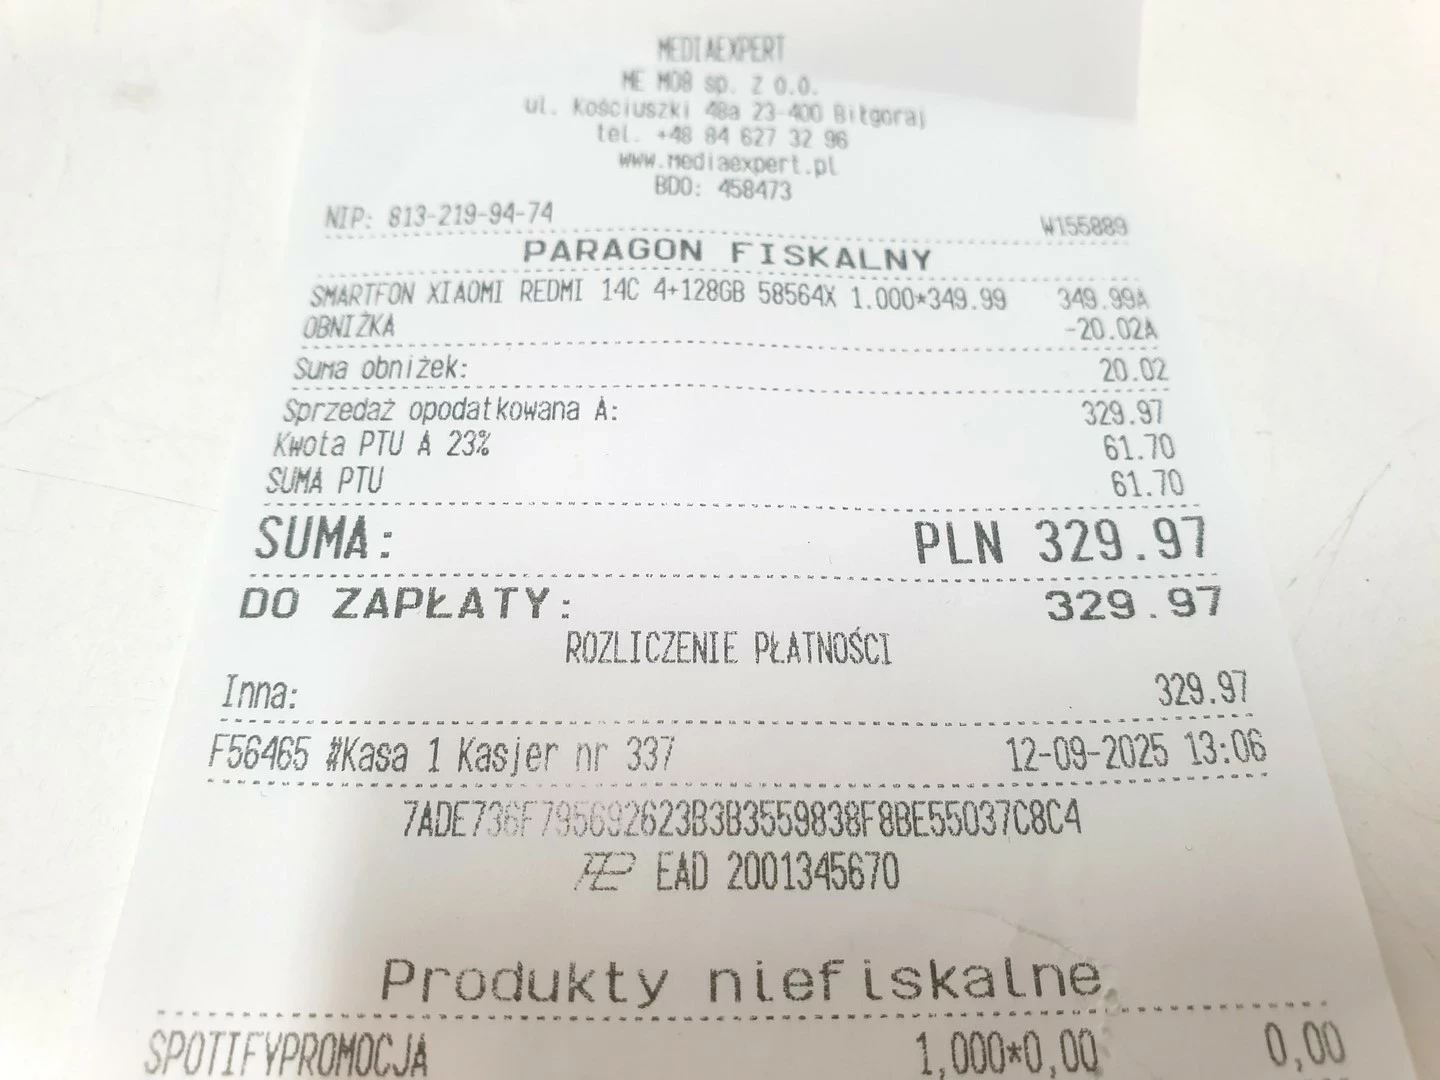 MEDIAEXPERT
ME MOB sp. Z o.o.
ul. Kościuszki 48a 23-400 Biłgoraj
tel. +48 84 627 32 96
www.mediaexpert.pl
BDO: 458473
NIP: 813-219-94-74 W155889
PARAGON FISKALNY
SMARTFON XIAOMI REDMI 14C 4+128GB 58564X 1.000*349.99 349.99A
OBNIŻKA -20.02A
Suma obniżek: 20.02
Sprzedaż opodatkowana A: 329.97
Kwota PTU A 23% 61.70
SUMA PTU 61.70
SUMA: PLN 329.97
DO ZAPŁATY: 329.97
ROZLICZENIE PŁATNOŚCI
Inna: 329.97
F56465 #Kasa 1 Kasjer nr 337 12-09-2025 13:06
7ADE736F795692623B3B3559838F8BE55037C8C4
EAD 2001345670
Produkty niefiskalne
SPOTIFYPROMOCJA 1,000*0,00 0,00